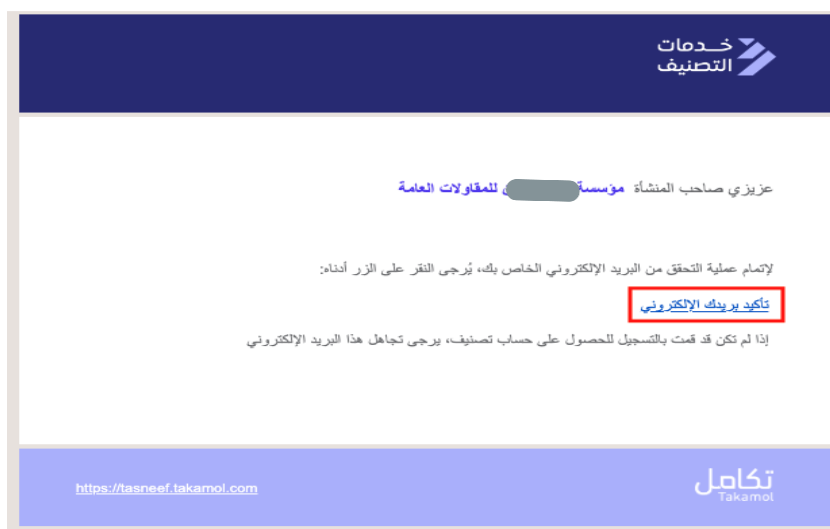 خــدمات
التصنيف
عزيزي صاحب المنشأة مؤسسة للمقاولات العامة
لإتمام عملية التحقق من البريد الإلكتروني الخاص بك، يُرجى النقر على الزر أدناه:
تأكيد بريدك الإلكتروني
إذا لم تكن قد قمت بالتسجيل للحصول على حساب تصنيف، يرجى تجاهل هذا البريد الإلكتروني
تكامل
Takamol
https://tasneef.takamol.com